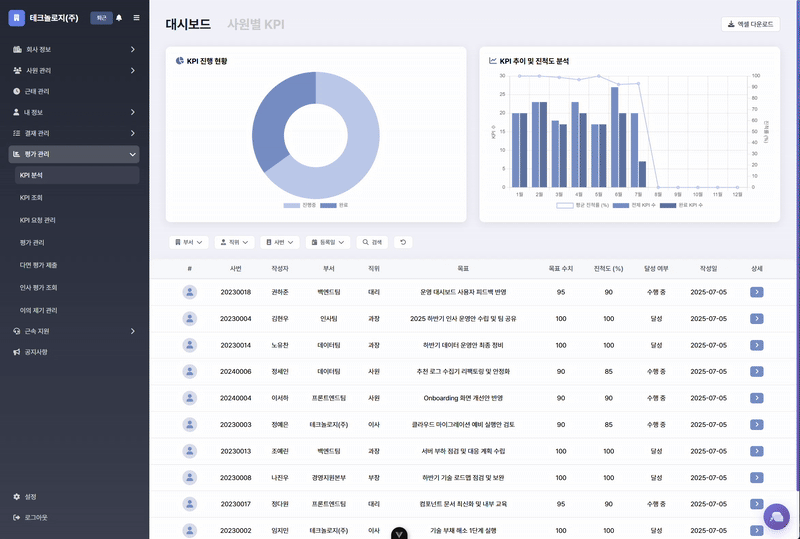 테크놀로지(주) 퇴근
회사 정보
사원 관리
근태 관리
내 정보
결재 관리
평가 관리
KPI 분석
KPI 조회
KPI 요청 관리
평가 관리
다면 평가 제출
인사 평가 조회
이의 제기 관리
근속 지원
공지사항
설정
로그아웃
대시보드 사원별 KPI
엑셀 다운로드
KPI 진행 현황
진행중 완료
KPI 추이 및 진척도 분석
30 25 20 15 10 5 0
KPI 수
100 90 80 70 60 50 40 30 20 10 0
진척률 (%)
1월 2월 3월 4월 5월 6월 7월 8월 9월 10월 11월 12월
평균 진척률 (%) 전체 KPI 수 완료 KPI 수
부서 직위 사번 등록일 검색
# 사번 작성자 부서 직위 목표 목표 수치 진척도 (%) 달성 여부 작성일 상세
20230018 권하준 백엔드팀 대리 운영 대시보드 사용자 피드백 반영 95 90 수행 중 2025-07-05
20230004 김현우 인사팀 과장 2025 하반기 인사 운영안 수립 및 팀 공유 100 100 달성 2025-07-05
20230014 노유찬 데이터팀 과장 하반기 데이터 운영안 최종 정비 100 100 달성 2025-07-05
20240006 정세인 데이터팀 사원 추천 로그 수집기 리팩토링 및 안정화 90 85 수행 중 2025-07-05
20240004 이서하 프론트엔드팀 사원 Onboarding 화면 개선안 반영 90 90 수행 중 2025-07-05
20230003 정예은 테크놀로지(주) 이사 클라우드 마이그레이션 예비 실행안 검토 90 85 수행 중 2025-07-05
20230013 조예린 백엔드팀 과장 서버 부하 점검 및 대응 계획 수립 100 100 달성 2025-07-05
20230008 나진우 경영지원본부 부장 하반기 기술 로드맵 점검 및 보완 100 100 달성 2025-07-05
20230017 정다원 프론트엔드팀 대리 컴포넌트 문서 최신화 및 내부 교육 95 90 수행 중 2025-07-05
20230002 임지민 테크놀로지(주) 이사 기술 부채 해소 1단계 실행 100 100 달성 2025-07-05